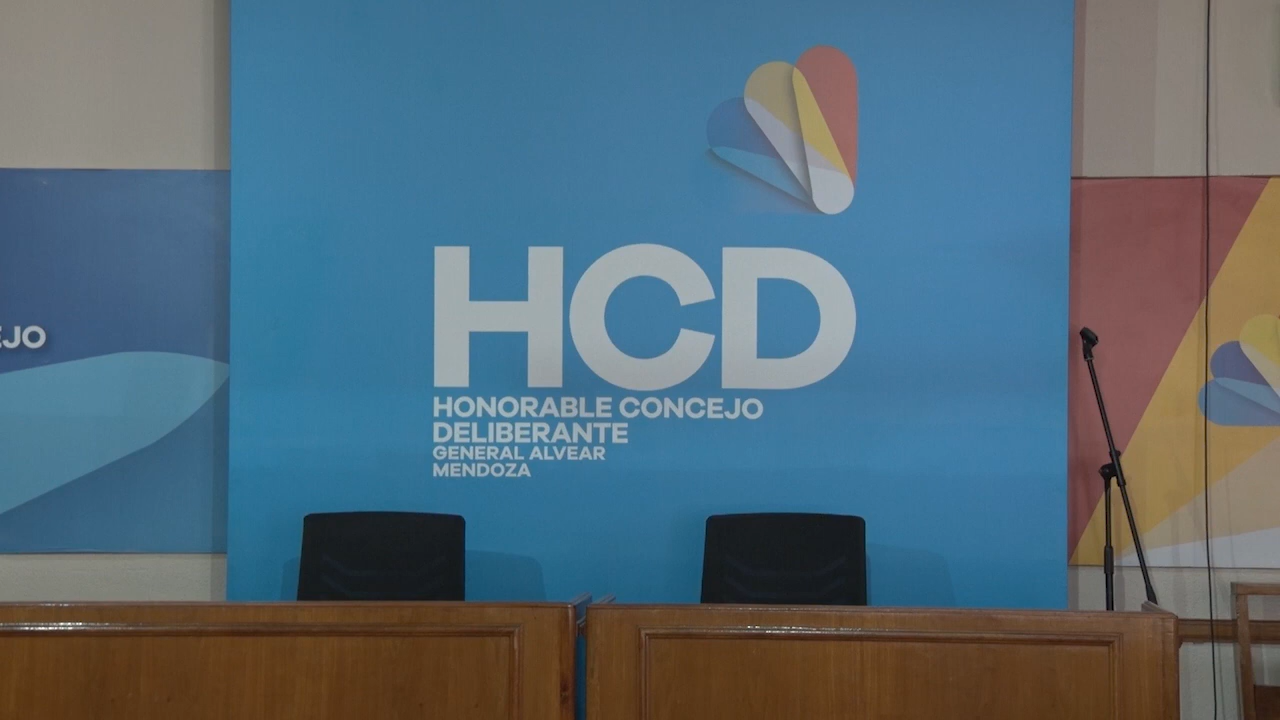 EJO
HCD
HONORABLE CONCEJO
DELIBERANTE
GENERAL ALVEAR
MENDOZA